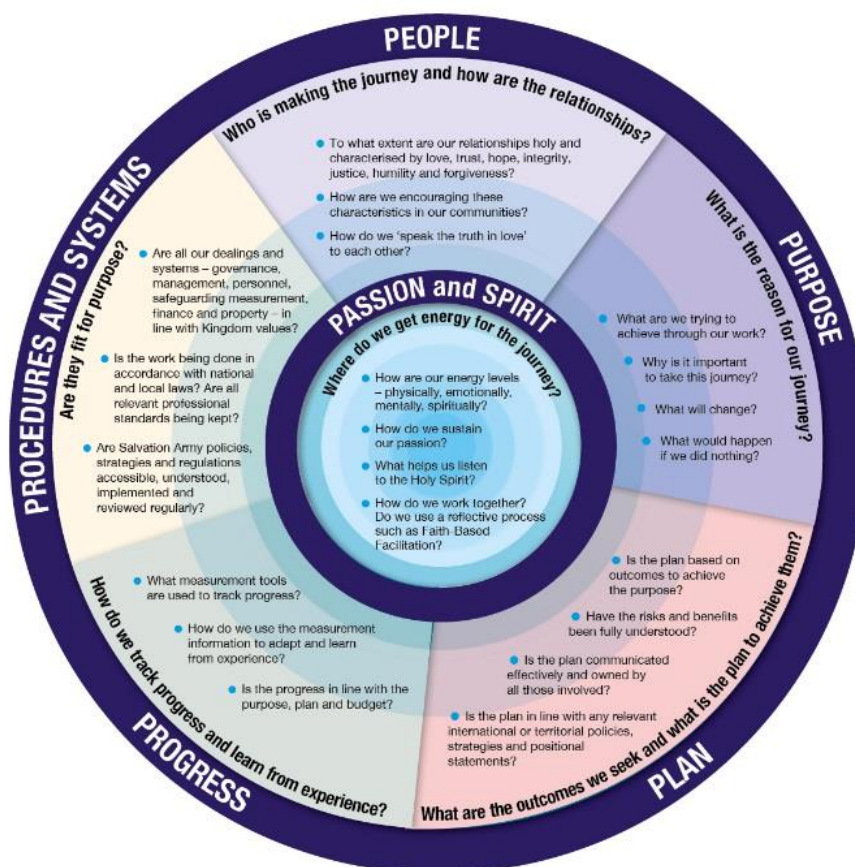 PEOPLE
Who is making the journey and how are the relationships?
To what extent are our relationships holy and
characterised by love, trust, hope, integrity,
justice, humility and forgiveness?
How are we encouraging these
characteristics in our communities?
How do we ‘speak the truth in love’
to each other?
PURPOSE
What is the reason for our journey?
What are we trying to
achieve through our work?
Why is it important
to take this journey?
What will change?
What would happen
if we did nothing?
PLAN
What are the outcomes we seek and what is the plan to achieve them?
Is the plan based on
outcomes to achieve
the purpose?
Have the risks and benefits
been fully understood?
Is the plan communicated
effectively and owned by
all those involved?
Is the plan in line with any relevant
international or territorial policies,
strategies and positional
statements?
PROGRESS
How do we track progress and learn from experience?
What measurement tools
are used to track progress?
How do we use the measurement
information to adapt and learn
from experience?
Is the progress in line with the
purpose, plan and budget?
PROCEDURES AND SYSTEMS
Are they fit for purpose?
Are all our dealings and
systems – governance,
management, personnel,
safeguarding measurement,
finance and property – in
line with Kingdom values?
Is the work being done in
accordance with national
and local laws? Are all
relevant professional
standards being kept?
Are Salvation Army policies,
strategies and regulations
accessible, understood,
implemented and
reviewed regularly?
PASSION and SPIRIT
Where do we get energy for the journey?
How are our energy levels
– physically, emotionally,
mentally, spiritually?
How do we sustain
our passion?
What helps us listen
to the Holy Spirit?
How do we work together?
Do we use a reflective process
such as Faith-Based
Facilitation?